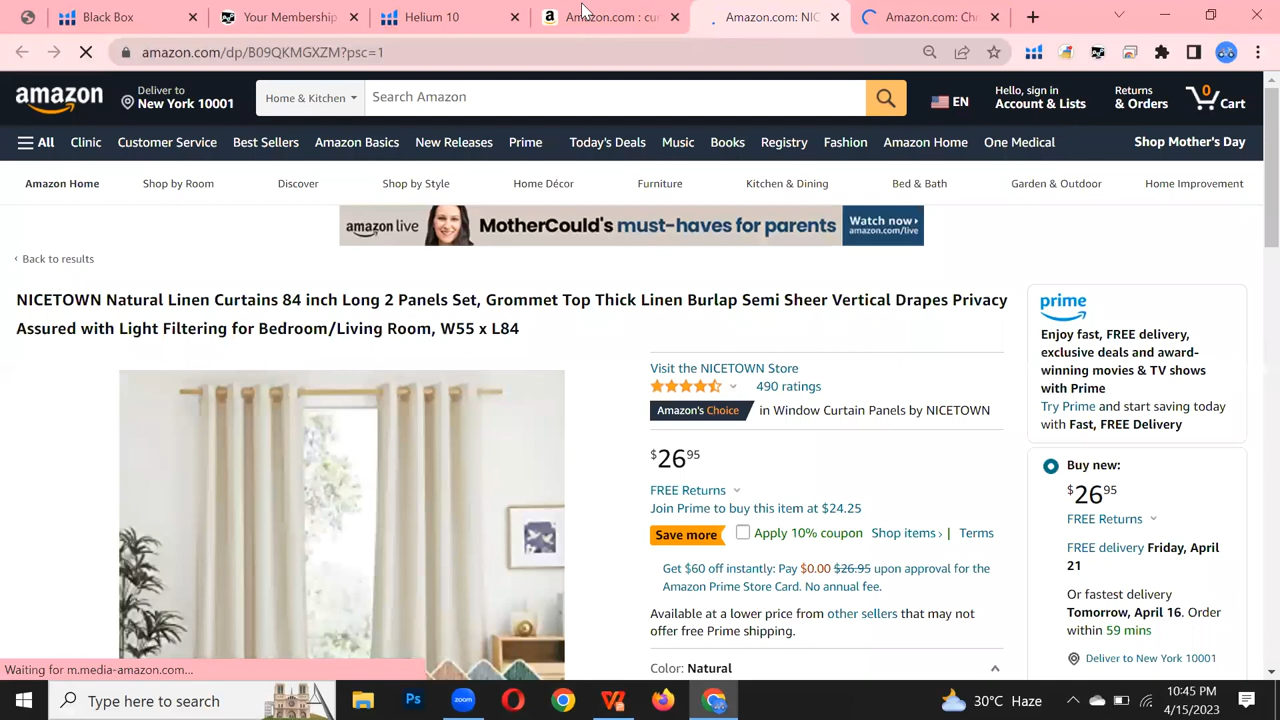 Black Box
Your Membership
Helium 10
Amazon.com : cu
Amazon.com: NIC
Amazon.com: Ch
amazon.com/dp/B09QKMGXZM?psc=1
amazon
Deliver to
New York 10001
Home & Kitchen
Search Amazon
EN
Hello, sign in
Account & Lists
Returns
& Orders
0
Cart
All
Clinic
Customer Service
Best Sellers
Amazon Basics
New Releases
Prime
Today's Deals
Music
Books
Registry
Fashion
Amazon Home
One Medical
Shop Mother's Day
Amazon Home
Shop by Room
Discover
Shop by Style
Home Décor
Furniture
Kitchen & Dining
Bed & Bath
Garden & Outdoor
Home Improvement
amazon live
MotherCould's must-haves for parents
Watch now
amazon.com/live
‹ Back to results
NICETOWN Natural Linen Curtains 84 inch Long 2 Panels Set, Grommet Top Thick Linen Burlap Semi Sheer Vertical Drapes Privacy
Assured with Light Filtering for Bedroom/Living Room, W55 x L84
Visit the NICETOWN Store
490 ratings
Amazon's Choice in Window Curtain Panels by NICETOWN
$26 95
FREE Returns
Join Prime to buy this item at $24.25
Save more
Apply 10% coupon Shop items › | Terms
Get $60 off instantly: Pay $0.00 $26.95 upon approval for the
Amazon Prime Store Card. No annual fee.
Available at a lower price from other sellers that may not
offer free Prime shipping.
Color: Natural
prime
Enjoy fast, FREE delivery,
exclusive deals and award-
winning movies & TV shows
with Prime
Try Prime and start saving today
with Fast, FREE Delivery
Buy new:
$26 95
FREE Returns
FREE delivery Friday, April
21
Or fastest delivery
Tomorrow, April 16. Order
within 59 mins
Deliver to New York 10001
Waiting for m.media-amazon.com...
Type here to search
Ps
zoom
30°C Haze
10:45 PM
4/15/2023